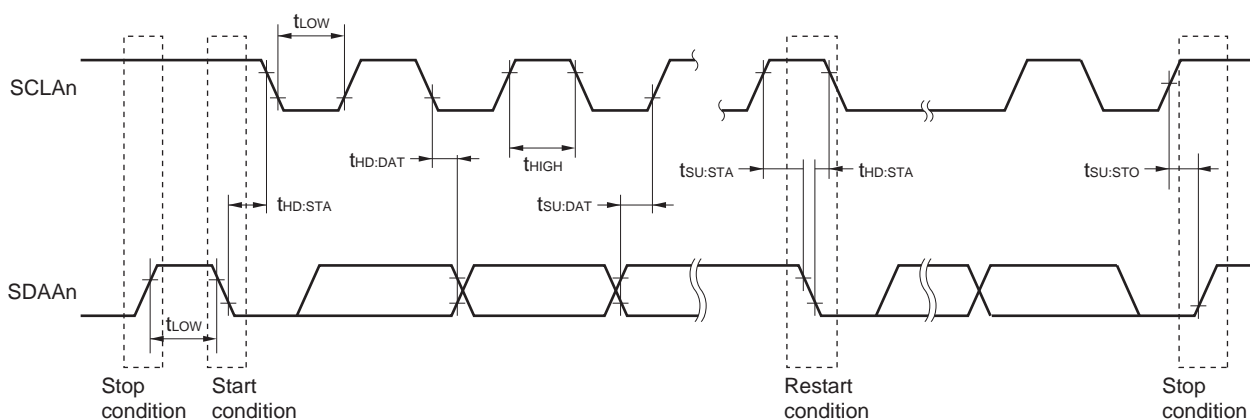 tLOW
SCLAn
tHD:DAT
tHIGH
tSU:STA
tHD:STA
tSU:STO
tHD:STA
tSU:DAT
SDAAn
tLOW
Stop
condition
Start
condition
Restart
condition
Stop
condition